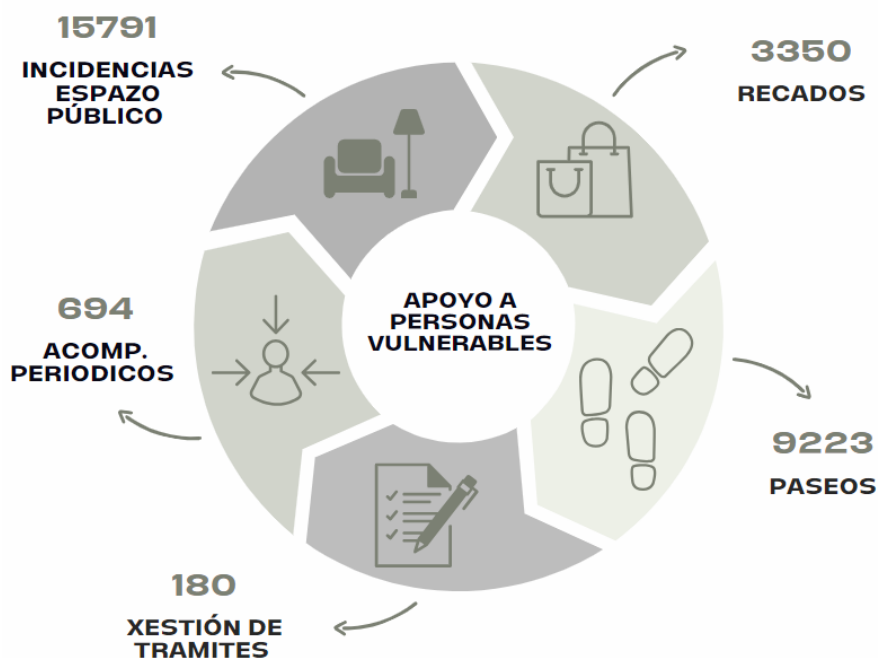 15791
INCIDENCIAS
ESPAZO
PÚBLICO
3350
RECADOS
694
ACOMP.
PERIODICOS
APOYO A
PERSONAS
VULNERABLES
9223
PASEOS
180
XESTIÓN DE
TRAMITES